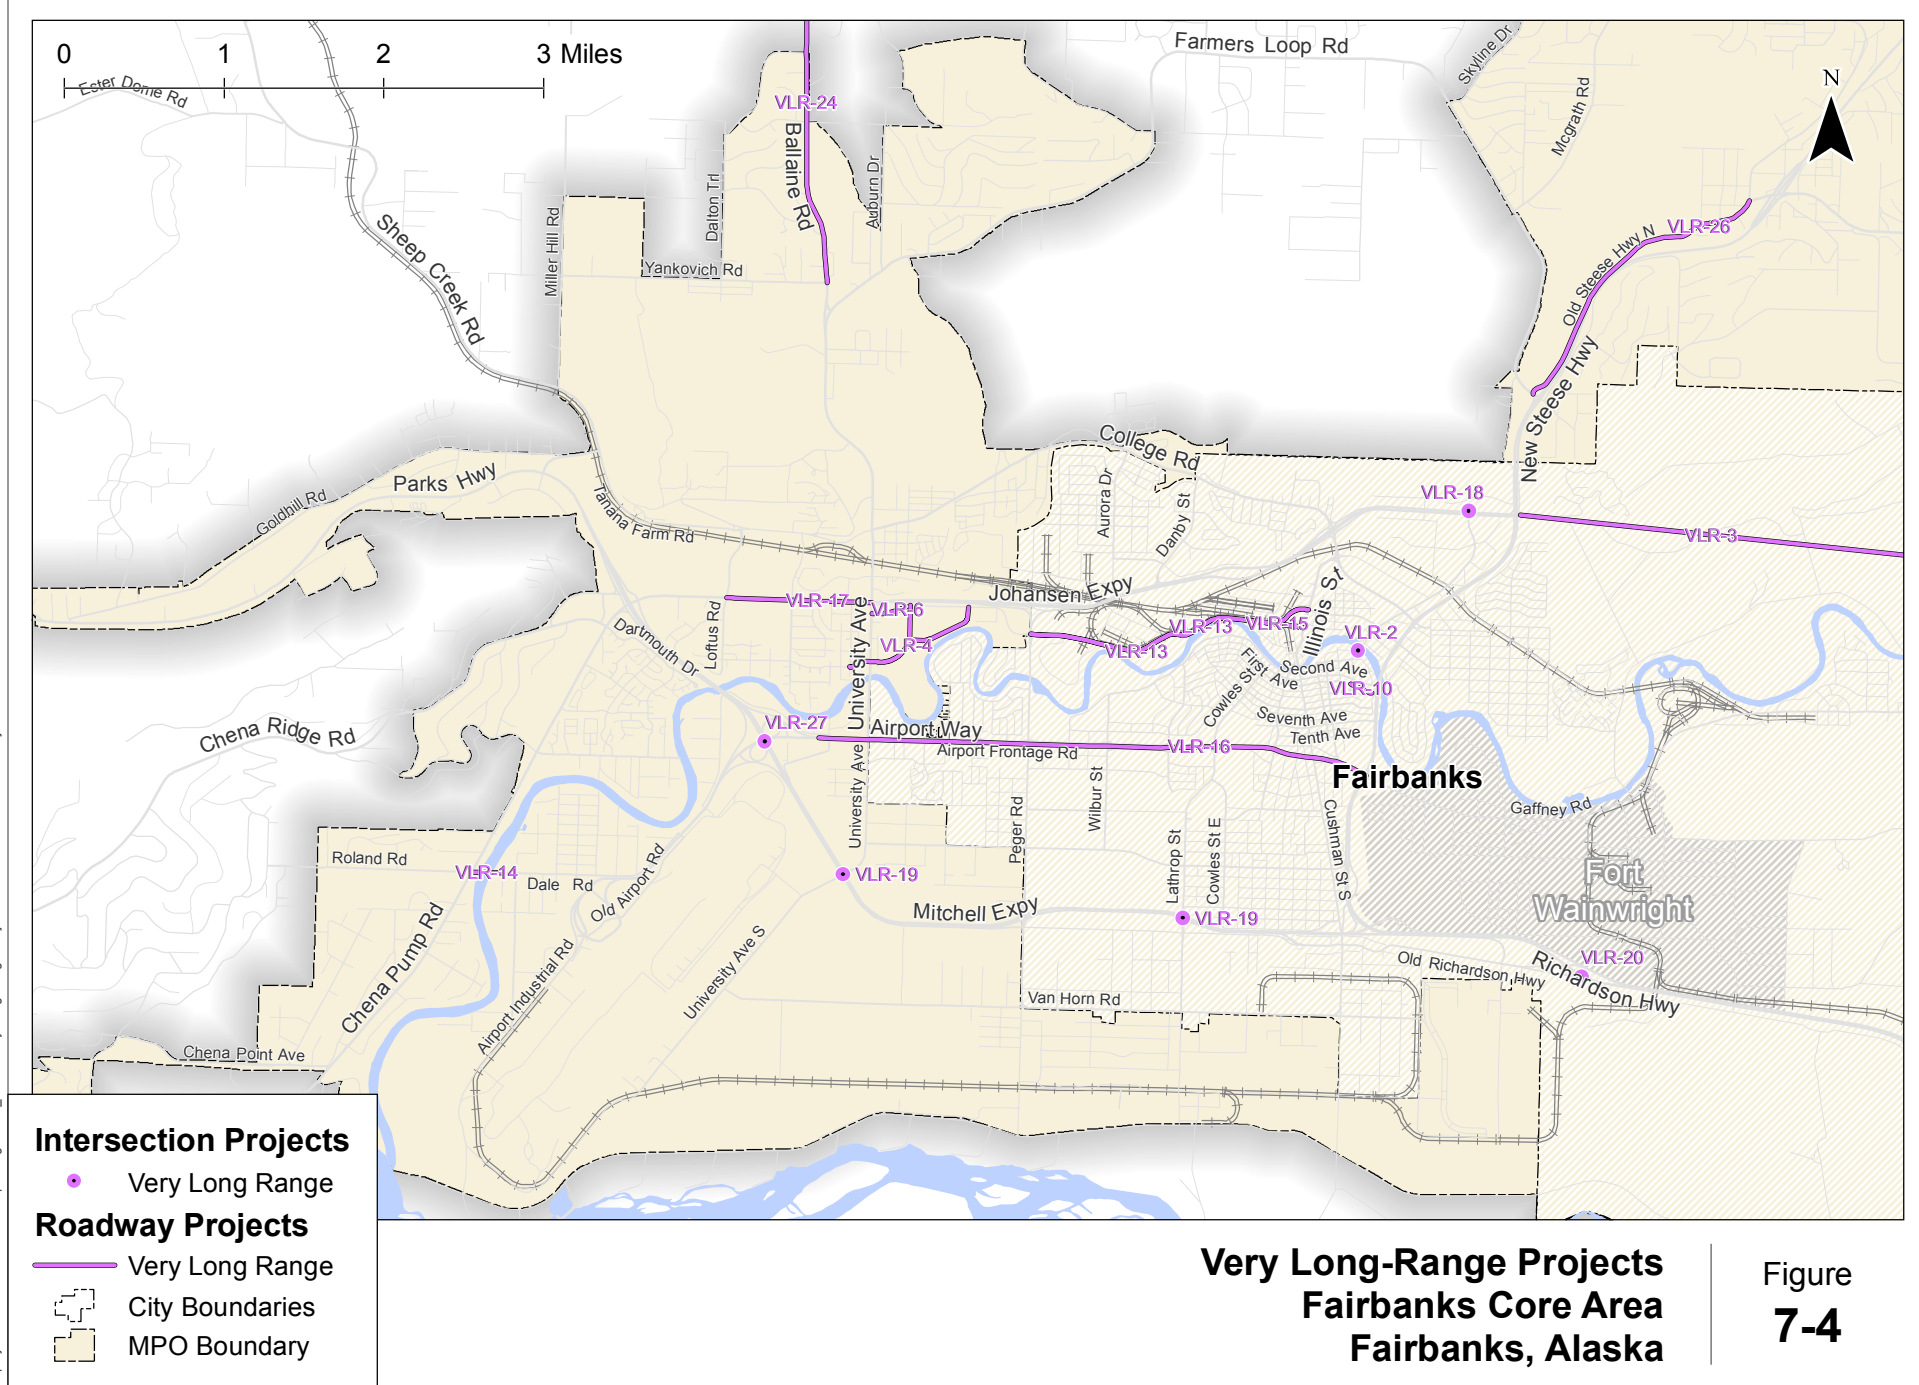 0 1 2 3 Miles
Ester Dome Rd
Farmers Loop Rd
Skyline Dr
N
Mcgrath Rd
VLR-24
Ballaine Rd
Auburn Dr
Dalton Trl
Miller Hill Rd
Sheep Creek Rd
Yankovich Rd
VLR-26
Old Steese Hwy N
New Steese Hwy
College Rd
Parks Hwy
Goldhill Rd
Tanana Farm Rd
Aurora Dr
Danby St
VLR-18
VLR-3
Johansen Expy
Illinois St
VLR-17
VLR-6
VLR-4
VLR-13
VLR-15
VLR-13
VLR-2
Loftus Rd
Dartmouth Dr
University Ave
First Ave
Second Ave
VLR-10
Cowles St
Seventh Ave
Tenth Ave
Chena Ridge Rd
VLR-27
Airport Way
Airport Frontage Rd
VLR-16
Fairbanks
University Ave
Wilbur St
Peger Rd
Gaffney Rd
Cushman St S
Lathrop St
Cowles St E
Roland Rd
VLR-14
Dale Rd
Old Airport Rd
VLR-19
Mitchell Expy
VLR-19
Fort
Wainwright
VLR-20
Old Richardson Hwy
Richardson Hwy
Chena Pump Rd
Airport Industrial Rd
University Ave S
Van Horn Rd
Chena Point Ave
Intersection Projects
Very Long Range
Roadway Projects
Very Long Range
City Boundaries
MPO Boundary
Very Long-Range Projects
Fairbanks Core Area
Fairbanks, Alaska
Figure
7-4